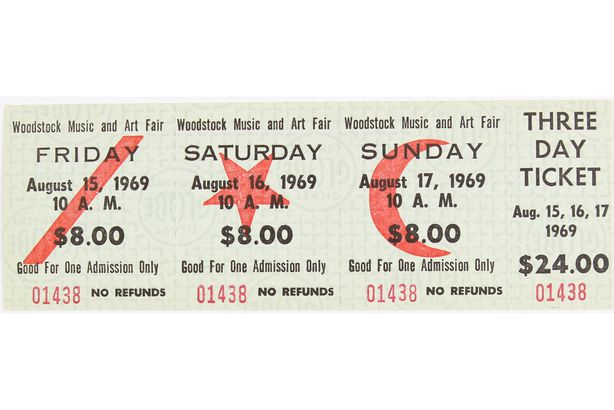 Woodstock Music and Art Fair
FRIDAY
August 15, 1969
10 A. M.
$8.00
Good For One Admission Only
01438 NO REFUNDS
Woodstock Music and Art Fair
SATURDAY
August 16, 1969
10 A. M.
$8.00
Good For One Admission Only
01438 NO REFUNDS
Woodstock Music and Art Fair
SUNDAY
August 17, 1969
10 A. M.
$8.00
Good For One Admission Only
01438 NO REFUNDS
THREE
DAY
TICKET
Aug. 15, 16, 17
1969
$24.00
01438